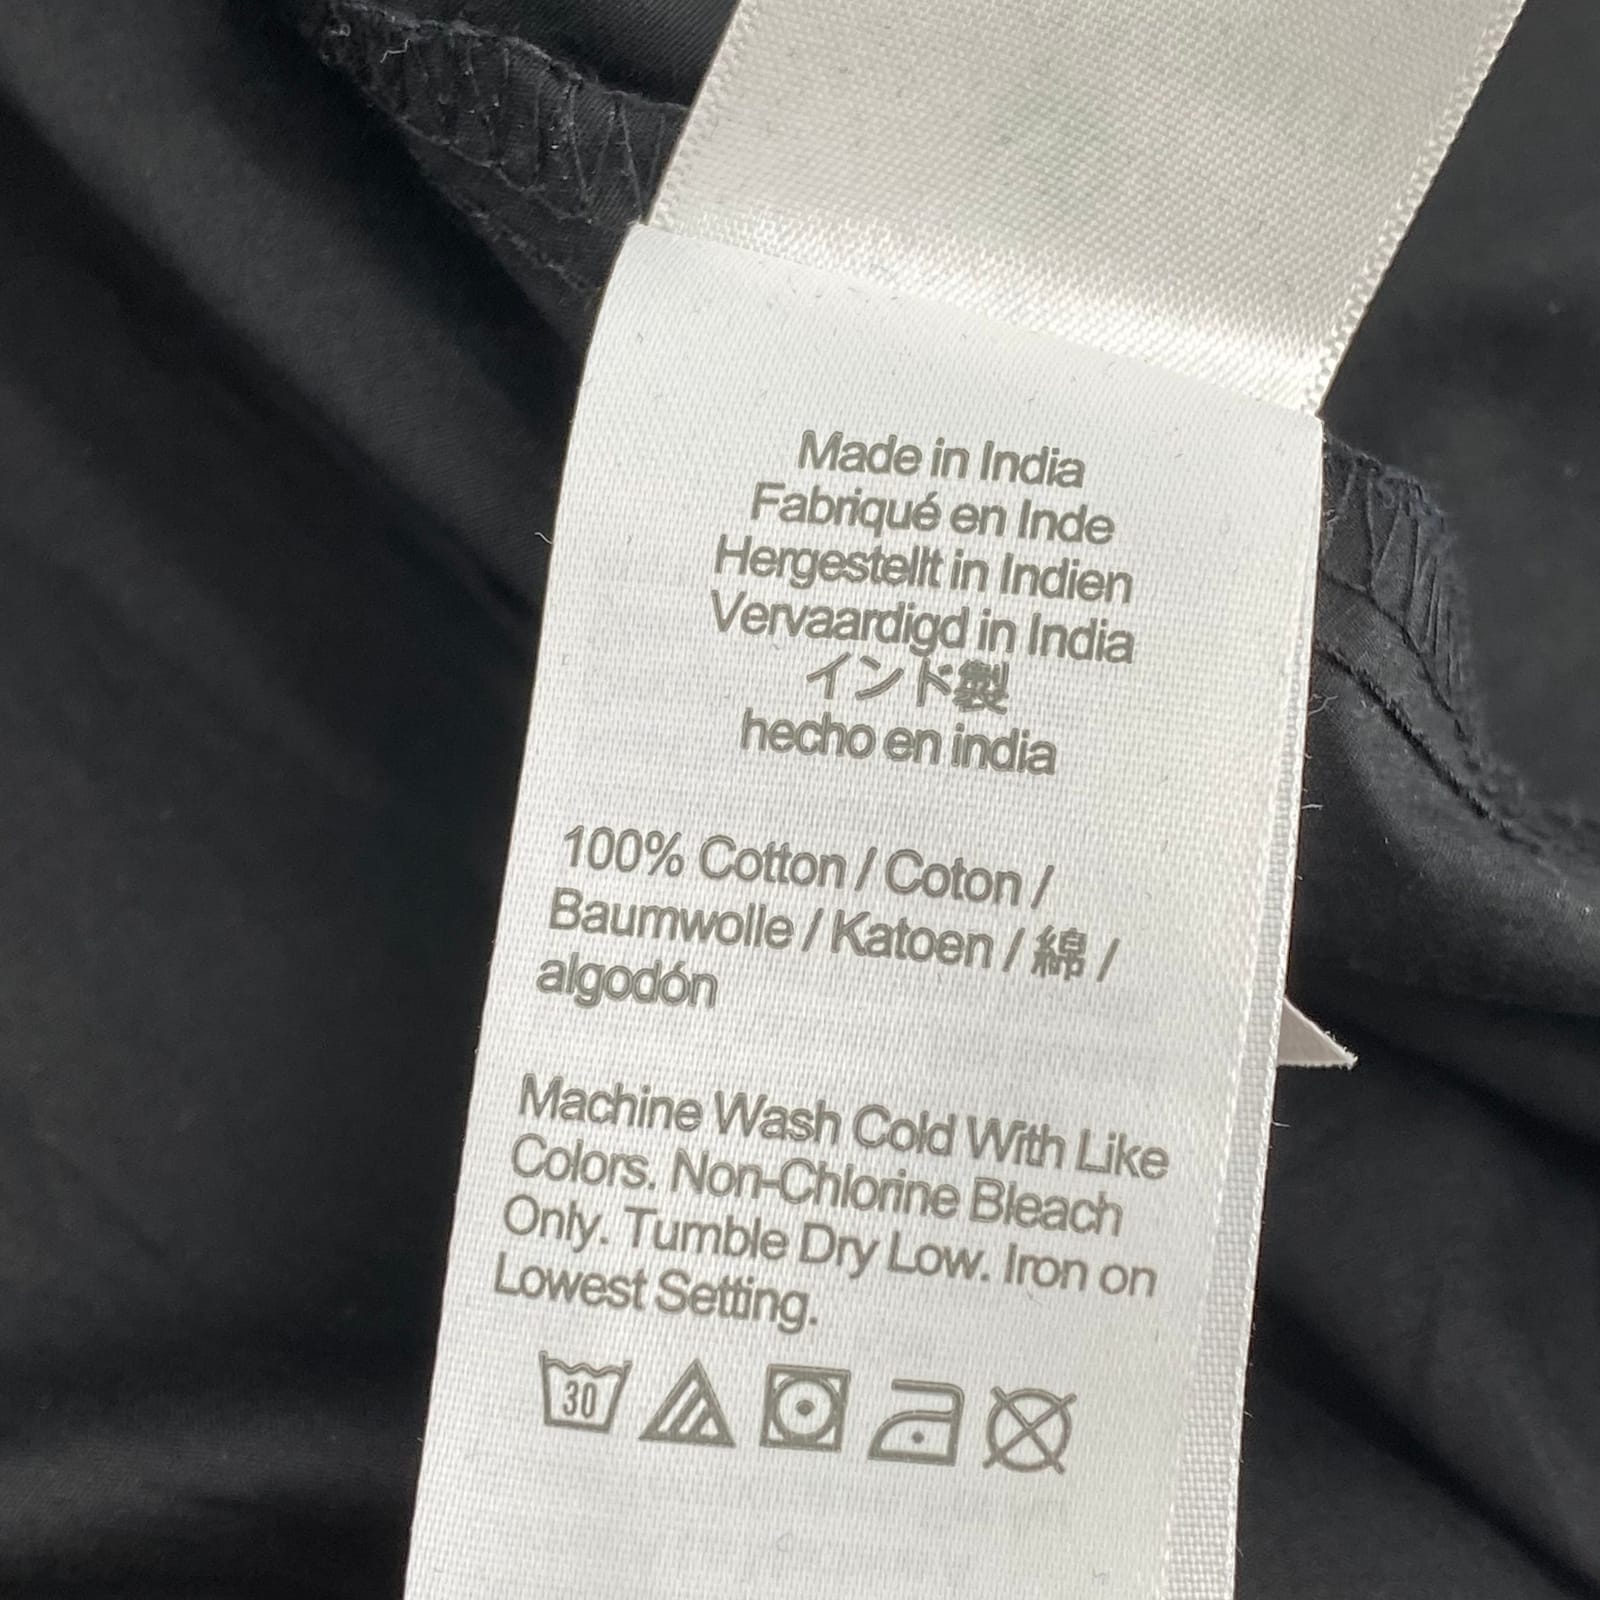 Made in India
Fabriqué en Inde
Hergestellt in Indien
Vervaardigd in India
インド製
hecho en india
100% Cotton / Coton /
Baumwolle / Katoen / 綿 /
algodón
Machine Wash Cold With Like
Colors. Non-Chlorine Bleach
Only. Tumble Dry Low. Iron on
Lowest Setting.
30